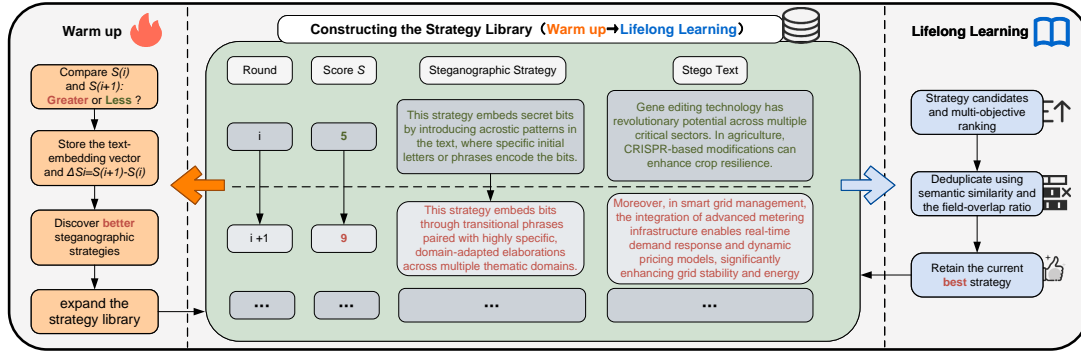 Warm up
Compare S(i)
and S(i+1):
Greater or Less ?
Store the text-
embedding vector
and ΔSi=S(i+1)-S(i)
Discover better
steganographic
strategies
expand the
strategy library
Constructing the Strategy Library（Warm up→Lifelong Learning）
Round
Score S
Steganographic Strategy
Stego Text
i
5
This strategy embeds secret bits
by introducing acrostic patterns in
the text, where specific initial
letters or phrases encode the bits.
Gene editing technology has
revolutionary potential across multiple
critical sectors. In agriculture,
CRISPR-based modifications can
enhance crop resilience.
i +1
9
This strategy embeds bits
through transitional phrases
paired with highly specific,
domain-adapted elaborations
across multiple thematic domains.
Moreover, in smart grid management,
the integration of advanced metering
infrastructure enables real-time
demand response and dynamic
pricing models, significantly
enhancing grid stability and energy
...
...
...
...
Lifelong Learning
Strategy candidates
and multi-objective
ranking
Deduplicate using
semantic similarity and
the field-overlap ratio
Retain the current
best strategy